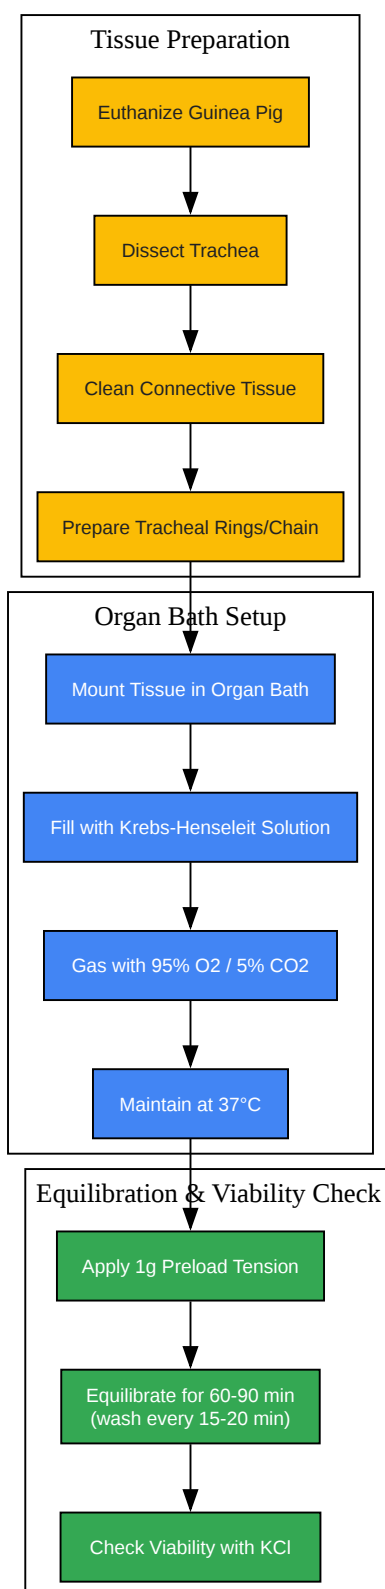 Tissue Preparation
Euthanize Guinea Pig
Dissect Trachea
Clean Connective Tissue
Prepare Tracheal Rings/Chain
Organ Bath Setup
Mount Tissue in Organ Bath
Fill with Krebs-Henseleit Solution
Gas with 95% O2 / 5% CO2
Maintain at 37°C
Equilibration & Viability Check
Apply 1g Preload Tension
Equilibrate for 60-90 min
(wash every 15-20 min)
Check Viability with KCl